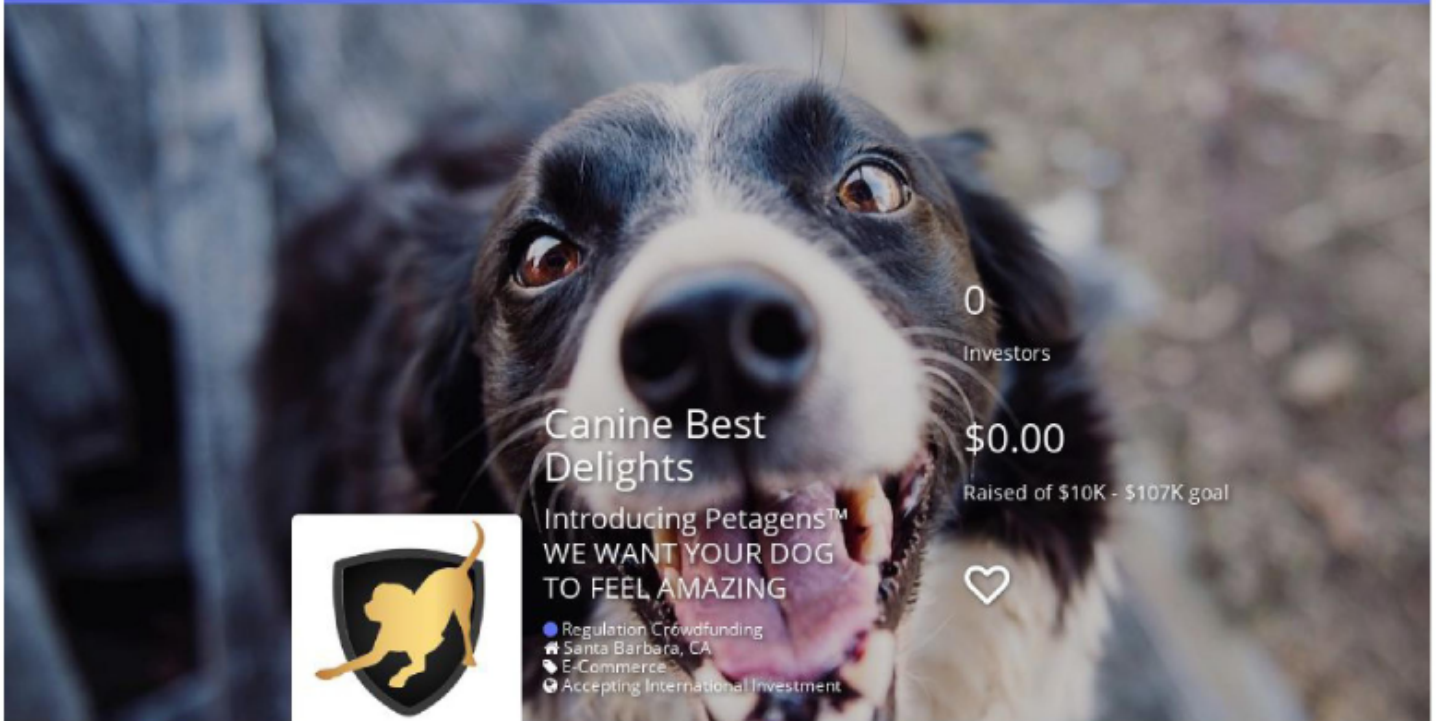 Canine Best
Delights
Introducing Petagens™
WE WANT YOUR DOG
TO FEEL AMAZING
Regulation Crowdfunding
Santa Barbara, CA
E-Commerce
Accepting International Investment
0
Investors
$0.00
Raised of $10K - $107K goal